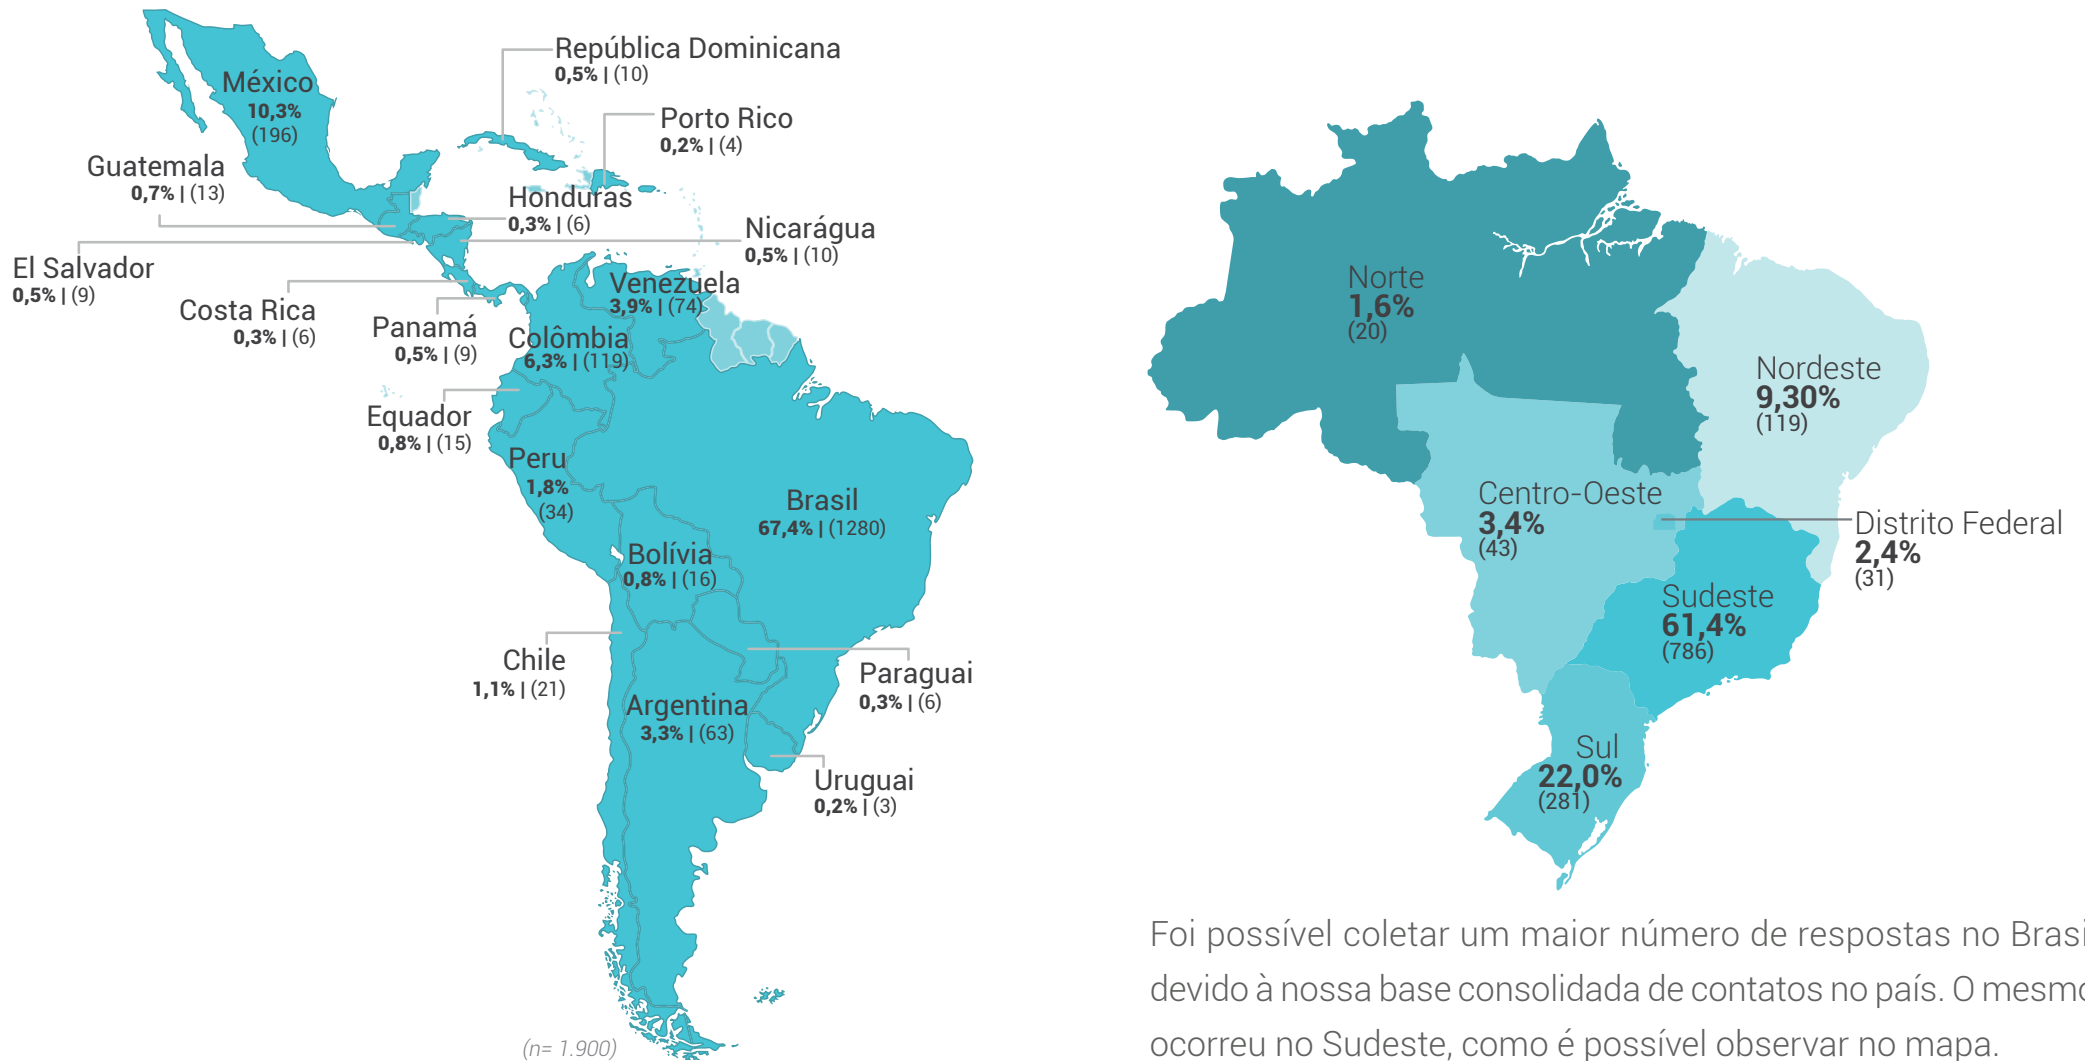 México
10,3%
(196)
República Dominicana
0,5% | (10)
Porto Rico
0,2% | (4)
Guatemala
0,7% | (13)
Honduras
0,3% | (6)
Nicarágua
0,5% | (10)
El Salvador
0,5% | (9)
Costa Rica
0,3% | (6)
Panamá
0,5% | (9)
Venezuela
3,9% | (74)
Colômbia
6,3% | (119)
Equador
0,8% | (15)
Peru
1,8%
(34)
Brasil
67,4% | (1280)
Bolívia
0,8% | (16)
Chile
1,1% | (21)
Paraguai
0,3% | (6)
Argentina
3,3% | (63)
Uruguai
0,2% | (3)
(n= 1.900)
Norte
1,6%
(20)
Nordeste
9,30%
(119)
Centro-Oeste
3,4%
(43)
Distrito Federal
2,4%
(31)
Sudeste
61,4%
(786)
Sul
22,0%
(281)
Foi possível coletar um maior número de respostas no Brasi
devido à nossa base consolidada de contatos no país. O mesmo
ocorreu no Sudeste, como é possível observar no mapa.